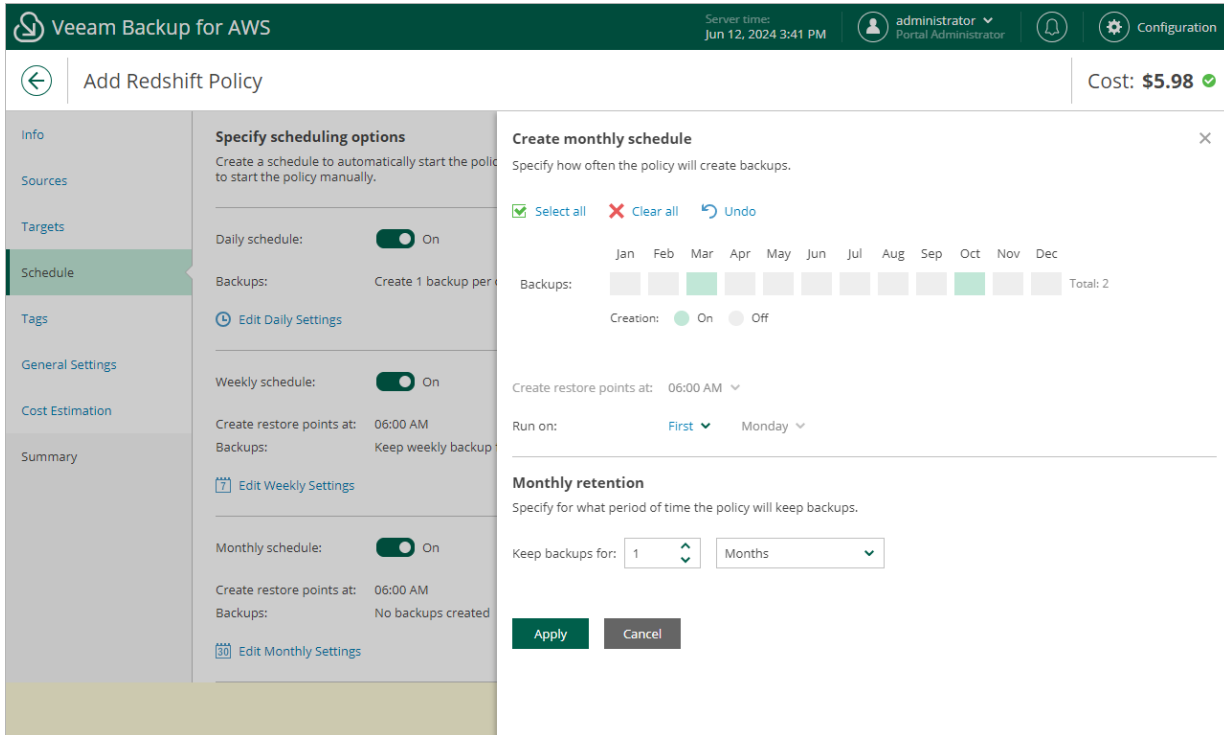 Veeam Backup for AWS
Server time:
Jun 12, 2024 3:41 PM
administrator
Portal Administrator
Configuration
Add Redshift Policy
Cost: $5.98
Info
Sources
Targets
Schedule
Tags
General Settings
Cost Estimation
Summary
Specify scheduling options
Create a schedule to automatically start the polic
to start the policy manually.
Daily schedule: On
Backups: Create 1 backup per
Edit Daily Settings
Weekly schedule: On
Create restore points at: 06:00 AM
Backups: Keep weekly backup
7 Edit Weekly Settings
Monthly schedule: On
Create restore points at: 06:00 AM
Backups: No backups created
30 Edit Monthly Settings
Create monthly schedule
Specify how often the policy will create backups.
Select all Clear all Undo
Jan Feb Mar Apr May Jun Jul Aug Sep Oct Nov Dec
Backups: Total: 2
Creation: On Off
Create restore points at: 06:00 AM
Run on: First Monday
Monthly retention
Specify for what period of time the policy will keep backups.
Keep backups for: 1 Months
Apply Cancel